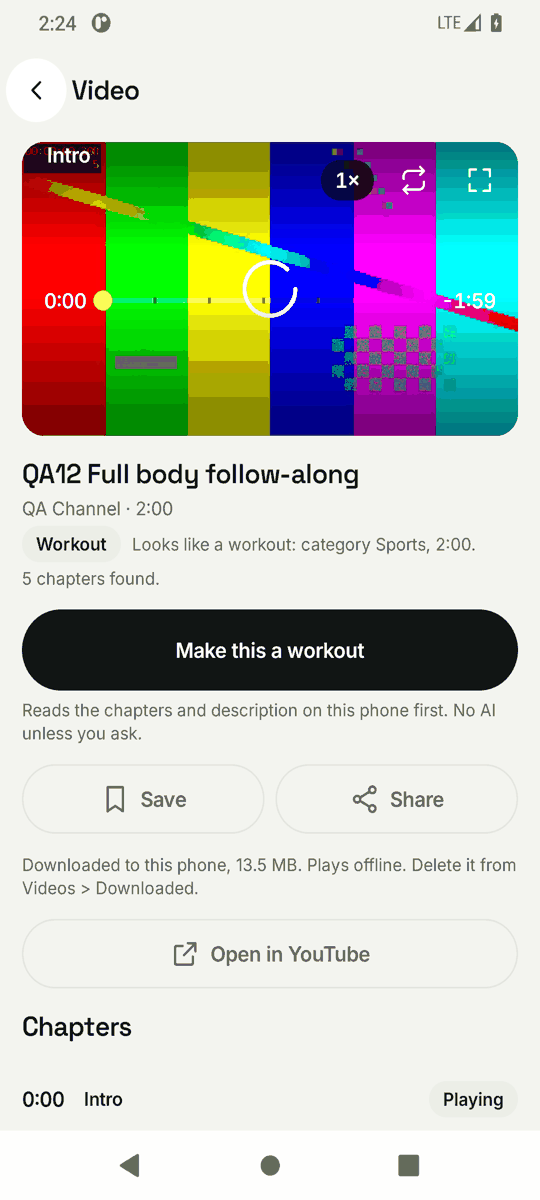 2:24
LTE
Video
Intro
1×
0:00
-1:59
QA12 Full body follow-along
QA Channel · 2:00
Workout
Looks like a workout: category Sports, 2:00.
5 chapters found.
Make this a workout
Reads the chapters and description on this phone first. No AI
unless you ask.
Save
Share
Downloaded to this phone, 13.5 MB. Plays offline. Delete it from
Videos > Downloaded.
Open in YouTube
Chapters
0:00 Intro
Playing